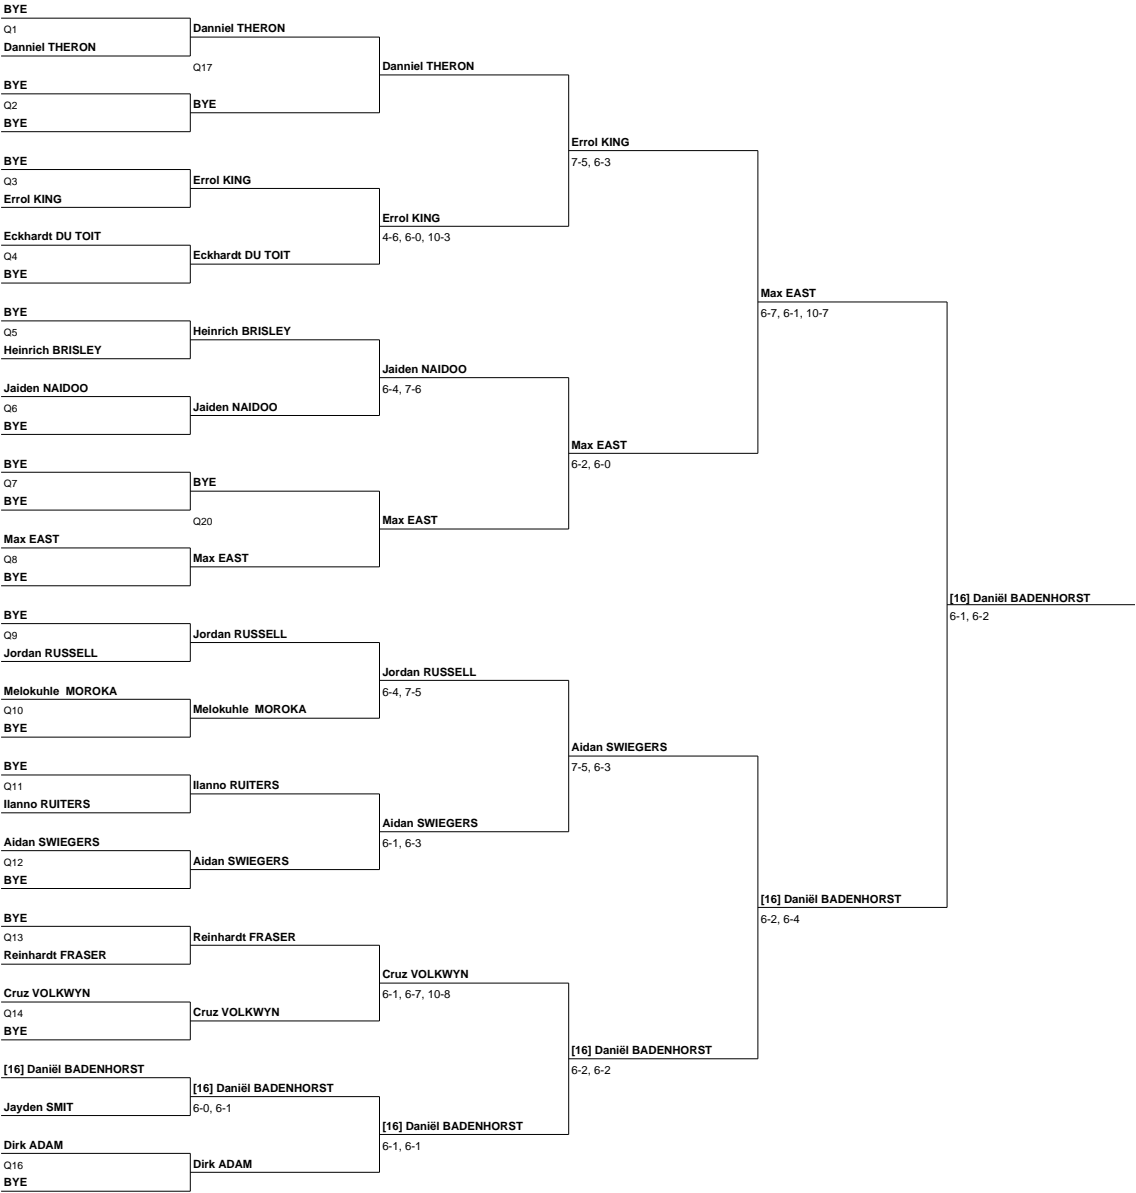 BYE
Q1
Danniel THERON
BYE
Q2
BYE
BYE
Q3
Errol KING
Eckhardt DU TOIT
Q4
BYE
BYE
Q5
Heinrich BRISLEY
Jaiden NAIDOO
Q6
BYE
BYE
Q7
BYE
Max EAST
Q8
BYE
BYE
Q9
Jordan RUSSELL
Melokuhle  MOROKA
Q10
BYE
BYE
Q11
Ilanno RUITERS
Aidan SWIEGERS
Q12
BYE
BYE
Q13
Reinhardt FRASER
Cruz VOLKWYN
Q14
BYE
[16] Daniël BADENHORST
Jayden SMIT
Dirk ADAM
Q16
BYE
Danniel THERON
Q17
BYE
Errol KING
Eckhardt DU TOIT
Heinrich BRISLEY
Jaiden NAIDOO
BYE
Q20
Max EAST
Jordan RUSSELL
Melokuhle  MOROKA
Ilanno RUITERS
Aidan SWIEGERS
Reinhardt FRASER
Cruz VOLKWYN
[16] Daniël BADENHORST
6-0, 6-1
Dirk ADAM
Danniel THERON
Errol KING
4-6, 6-0, 10-3
Jaiden NAIDOO
6-4, 7-6
Max EAST
Jordan RUSSELL
6-4, 7-5
Aidan SWIEGERS
6-1, 6-3
Cruz VOLKWYN
6-1, 6-7, 10-8
[16] Daniël BADENHORST
6-1, 6-1
Errol KING
7-5, 6-3
Max EAST
6-2, 6-0
Aidan SWIEGERS
7-5, 6-3
[16] Daniël BADENHORST
6-2, 6-2
Max EAST
6-7, 6-1, 10-7
[16] Daniël BADENHORST
6-2, 6-4
[16] Daniël BADENHORST
6-1, 6-2